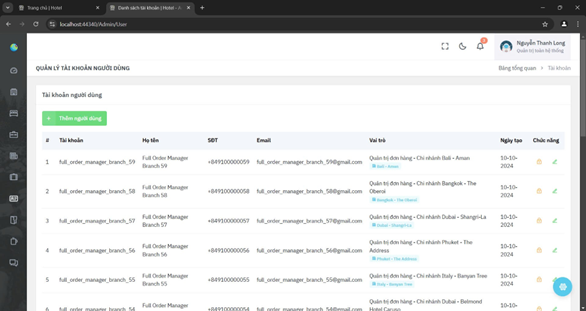 Trang chủ | Hotel
Danh sách tài khoản | Hotel - A
localhost:44340/Admin/User
3
Nguyễn Thanh Long
Quản trị toàn hệ thống
QUẢN LÝ TÀI KHOẢN NGƯỜI DÙNG
Bảng tổng quan
Tài khoản
Tài khoản người dùng
+ Thêm người dùng
# Tài khoản Họ tên SĐT Email Vai trò Ngày tạo Chức năng
1 full_order_manager_branch_59 Full Order Manager Branch 59 +849100000059 full_order_manager_branch_59@gmail.com Quản trị đơn hàng - Chi nhánh Bali - Aman 10-10-2024
Bali - Aman
2 full_order_manager_branch_58 Full Order Manager Branch 58 +849100000058 full_order_manager_branch_58@gmail.com Quản trị đơn hàng - Chi nhánh Bangkok - The Oberoi 10-10-2024
Bangkok - The Oberoi
3 full_order_manager_branch_57 Full Order Manager Branch 57 +849100000057 full_order_manager_branch_57@gmail.com Quản trị đơn hàng - Chi nhánh Dubai - Shangri-La 10-10-2024
Dubai - Shangri-La
4 full_order_manager_branch_56 Full Order Manager Branch 56 +849100000056 full_order_manager_branch_56@gmail.com Quản trị đơn hàng - Chi nhánh Phuket - The Address 10-10-2024
Phuket - The Address
5 full_order_manager_branch_55 Full Order Manager Branch 55 +849100000055 full_order_manager_branch_55@gmail.com Quản trị đơn hàng - Chi nhánh Italy - Banyan Tree 10-10-2024
Italy - Banyan Tree
6 full_order_manager_branch_54 Full Order Manager +849100000054 full_order_manager_branch_54@gmail.com Quản trị đơn hàng - Chi nhánh Dubai - Belmond Hotel Caruso 10-10-